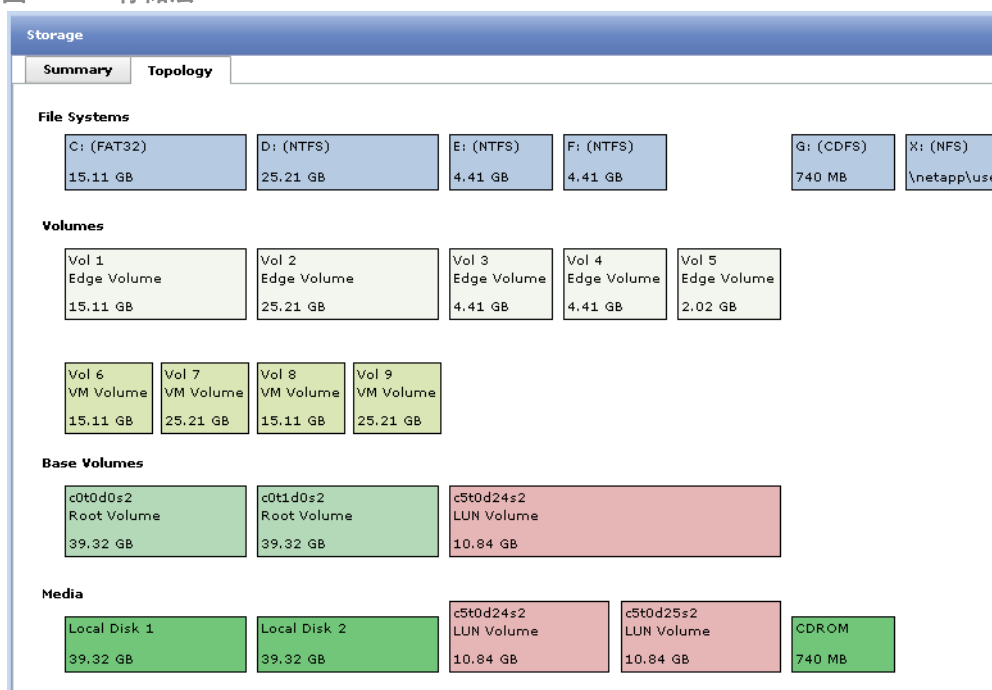 Storage
Summary Topology
File Systems
C: (FAT32) D: (NTFS) E: (NTFS) F: (NTFS) G: (CDFS) X: (NFS)
15.11 GB 25.21 GB 4.41 GB 4.41 GB 740 MB \netapp\use
Volumes
Vol 1 Vol 2 Vol 3 Vol 4 Vol 5
Edge Volume Edge Volume Edge Volume Edge Volume Edge Volume
15.11 GB 25.21 GB 4.41 GB 4.41 GB 2.02 GB
Vol 6 Vol 7 Vol 8 Vol 9
VM Volume VM Volume VM Volume VM Volume
15.11 GB 25.21 GB 15.11 GB 25.21 GB
Base Volumes
c0t0d0s2 c0t1d0s2 c5t0d24s2
Root Volume Root Volume LUN Volume
39.32 GB 39.32 GB 10.84 GB
Media
c5t0d24s2 c5t0d25s2
Local Disk 1 Local Disk 2 LUN Volume LUN Volume CDROM
39.32 GB 39.32 GB 10.84 GB 10.84 GB 740 MB